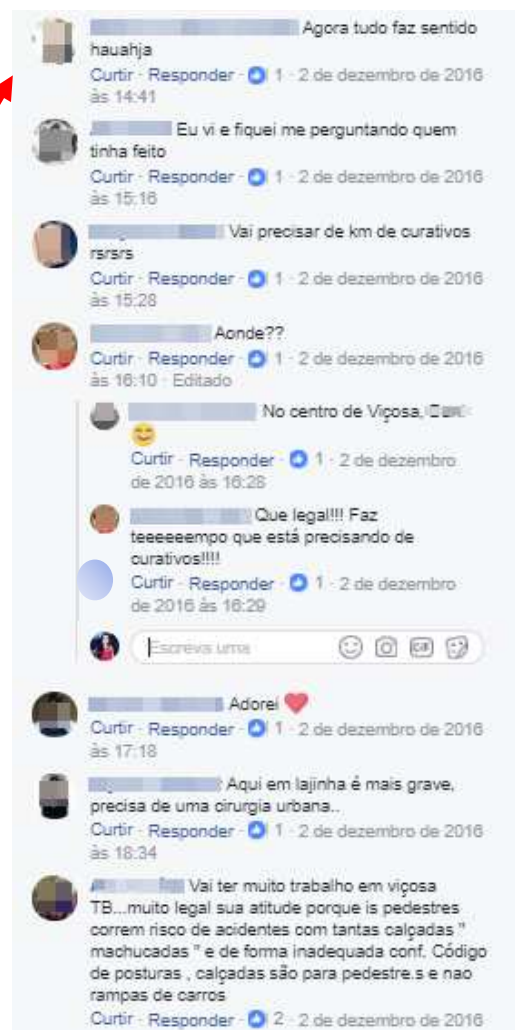 Agora tudo faz sentido
hauahja
Curtir · Responder · 1 · 2 de dezembro de 2016
às 14:41
Eu vi e fiquei me perguntando quem
tinha feito
Curtir · Responder · 1 · 2 de dezembro de 2016
às 15:16
Vai precisar de km de curativos
rsrsrs
Curtir · Responder · 1 · 2 de dezembro de 2016
às 15:28
Aonde??
Curtir · Responder · 1 · 2 de dezembro de 2016
às 16:10 · Editado
No centro de Viçosa,
Curtir · Responder · 1 · 2 de dezembro
de 2016 às 16:28
Que legal!!! Faz
teeeeeempo que está precisando de
curativos!!!!
Curtir · Responder · 1 · 2 de dezembro
de 2016 às 16:29
Escreva uma
GIF
Adorei
Curtir · Responder · 1 · 2 de dezembro de 2016
às 17:18
Aqui em lajinha é mais grave,
precisa de uma cirurgia urbana..
Curtir · Responder · 1 · 2 de dezembro de 2016
às 18:34
Vai ter muito trabalho em viçosa
TB...muito legal sua atitude porque is pedestres
correm risco de acidentes com tantas calçadas "
machucadas " e de forma inadequada conf. Código
de posturas , calçadas são para pedestre.s e nao
rampas de carros
Curtir · Responder · 2 · 2 de dezembro de 2016